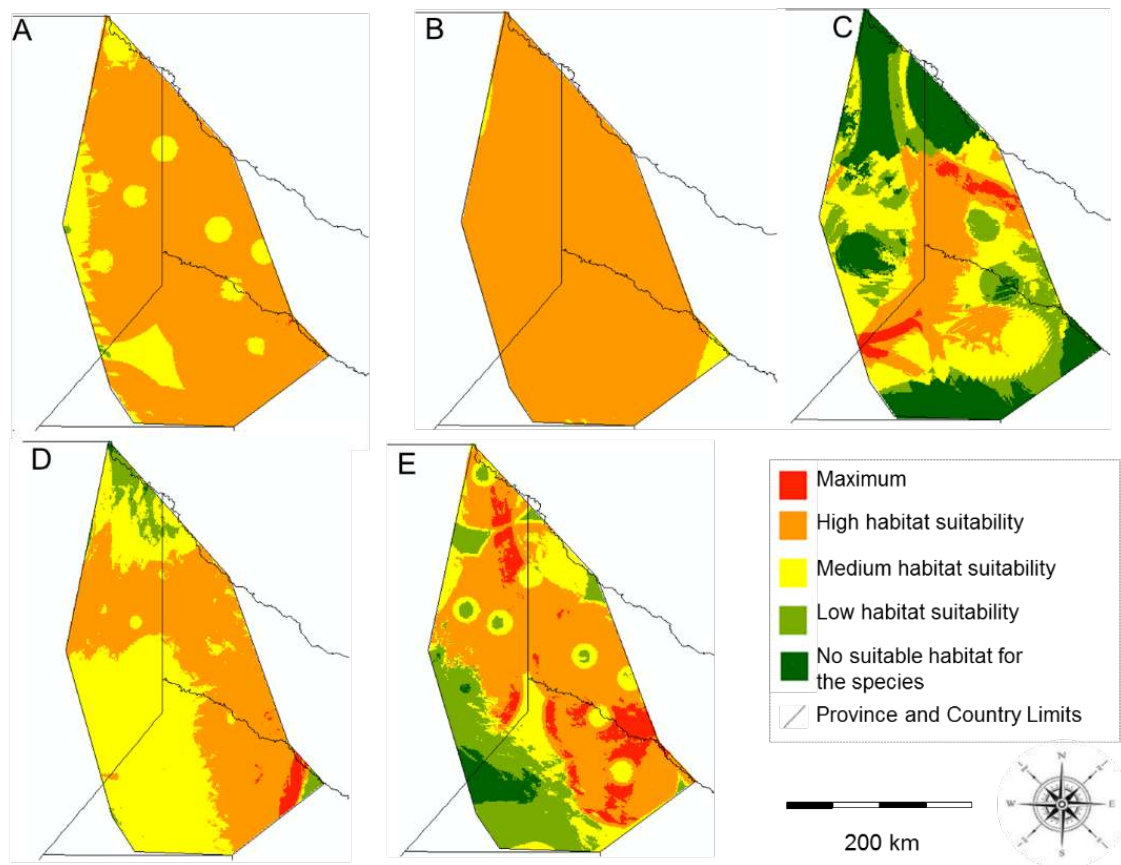 A
B
C
D
E
Maximum
High habitat suitability
Medium habitat suitability
Low habitat suitability
No suitable habitat for
the species
Province and Country Limits
200 km
N
W
E
S